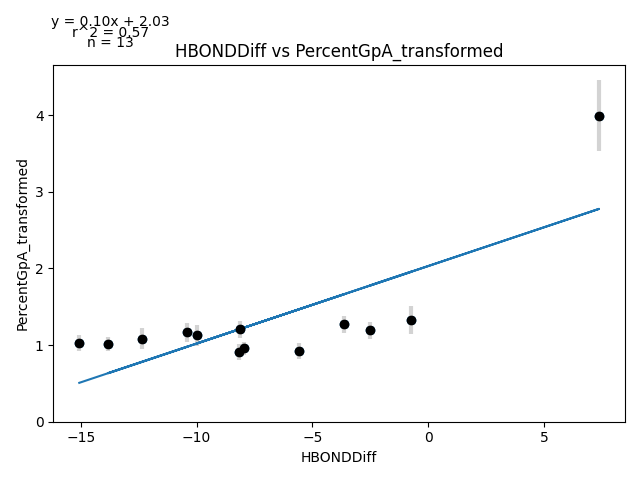 y = 0.10x + 2.03
r^2 = 0.57
n = 13
HBONDDiff vs PercentGpA_transformed
PercentGpA_transformed
4
3
2
1
0
−15
−10
−5
0
5
HBONDDiff